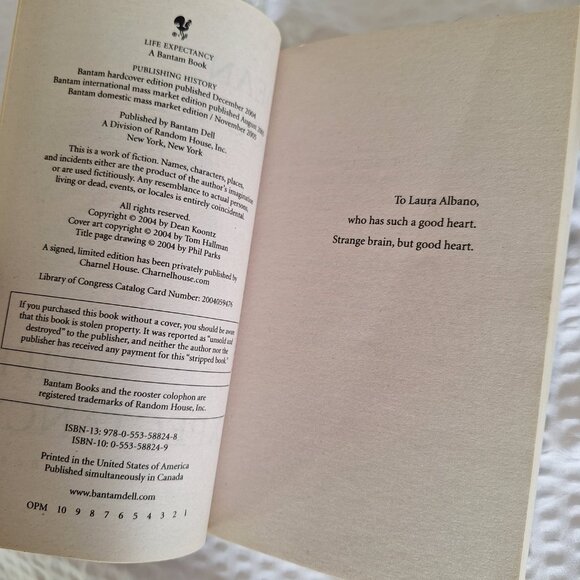 LIFE EXPECTANCY
A Bantam Book
PUBLISHING HISTORY
Bantam hardcover edition published December 2004
Bantam international mass market edition published August
Bantam domestic mass market edition / November 2005
Published by Bantam Dell
A Division of Random House, Inc.
New York, New York
This is a work of fiction. Names, characters, places,
and incidents either are the product of the author's imagination
or are used fictitiously. Any resemblance to actual persons,
living or dead, events, or locales is entirely coincidental.
All rights reserved.
Copyright © 2004 by Dean Koontz
Cover art copyright © 2004 by Tom Hallman
Title page drawing © 2004 by Phil Parks
A signed, limited edition has been privately published by
Charnel House. Charnelhouse.com
Library of Congress Catalog Card Number: 2004059476
If you purchased this book without a cover, you should be aware
that this book is stolen property. It was reported as "unsold and
destroyed" to the publisher, and neither the author nor the
publisher has received any payment for this "stripped book."
Bantam Books and the rooster colophon are
registered trademarks of Random House, Inc.
ISBN-13: 978-0-553-58824-8
ISBN-10: 0-553-58824-9
Printed in the United States of America
Published simultaneously in Canada
www.bantamdell.com
OPM 10 9 8 7 6 5 4 3 2 1
To Laura Albano,
who has such a good heart.
Strange brain, but good heart.